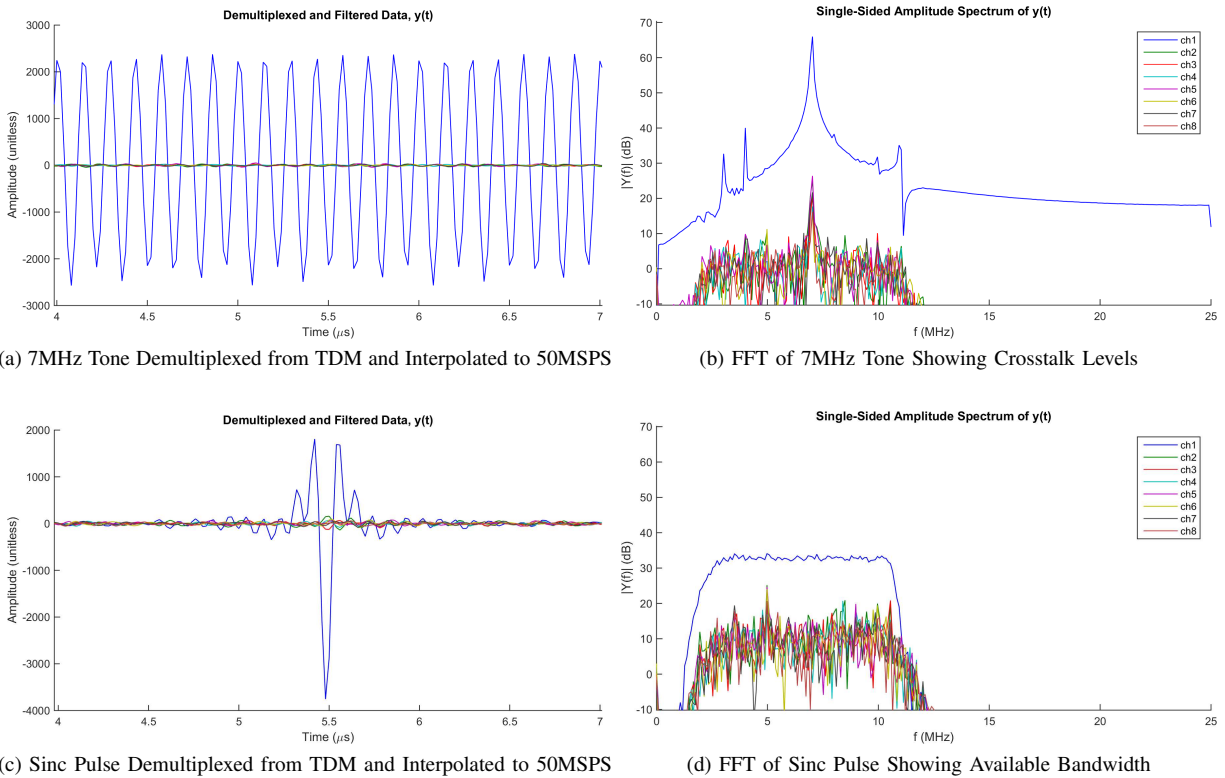 Demultiplexed and Filtered Data, y(t)
Amplitude (unitless)
3000
2000
1000
0
-1000
-2000
-3000
4
4.5
5
5.5
6
6.5
7
Time (μs)
(a) 7MHz Tone Demultiplexed from TDM and Interpolated to 50MSPS
Single-Sided Amplitude Spectrum of y(t)
|Y(f)| (dB)
70
60
50
40
30
20
10
0
-10
0
5
10
15
20
25
f (MHz)
ch1
ch2
ch3
ch4
ch5
ch6
ch7
ch8
(b) FFT of 7MHz Tone Showing Crosstalk Levels
Demultiplexed and Filtered Data, y(t)
Amplitude (unitless)
2000
1000
0
-1000
-2000
-3000
-4000
4
4.5
5
5.5
6
6.5
7
Time (μs)
(c) Sinc Pulse Demultiplexed from TDM and Interpolated to 50MSPS
Single-Sided Amplitude Spectrum of y(t)
|Y(f)| (dB)
70
60
50
40
30
20
10
0
-10
0
5
10
15
20
25
f (MHz)
ch1
ch2
ch3
ch4
ch5
ch6
ch7
ch8
(d) FFT of Sinc Pulse Showing Available Bandwidth